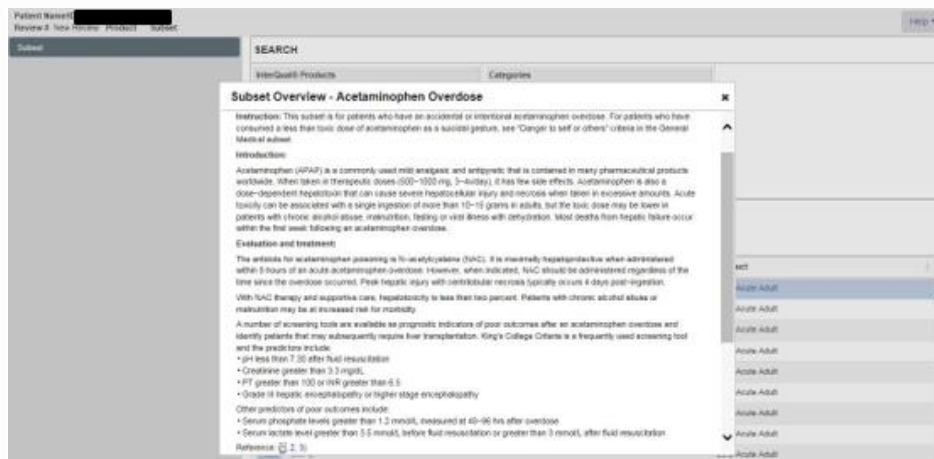 Patient Name/ID
Review # New Review Product Subset
Help
Subset
SEARCH
InterQual® Products Categories
Subset Overview - Acetaminophen Overdose
Instruction: This subset is for patients who have an accidental or intentional acetaminophen overdose. For patients who have
consumed a less than toxic dose of acetaminophen as a suicidal gesture, see "Danger to self or others" criteria in the General
Medical subset.
Introduction:
Acetaminophen (APAP) is a commonly used mild analgesic and antipyretic that is contained in many pharmaceutical products
worldwide. When taken in therapeutic doses (500-1000 mg, 3-4x/day), it has few side effects. Acetaminophen is also a
dose-dependent hepatotoxin that can cause severe hepatocellular injury and necrosis when taken in excessive amounts. Acute
toxicity can be associated with a single ingestion of more than 10-15 grams in adults, but the toxic dose may be lower in
patients with chronic alcohol abuse, malnutrition, fasting or viral illness with dehydration. Most deaths from hepatic failure occur
within the first week following an acetaminophen overdose.
Evaluation and treatment:
The antidote for acetaminophen poisoning is N-acetylcysteine (NAC). It is maximally hepatoprotective when administered
within 8 hours of an acute acetaminophen overdose. However, when indicated, NAC should be administered regardless of the
time since the overdose occurred. Peak hepatic injury with centrilobular necrosis typically occurs 4 days post-ingestion.
With NAC therapy and supportive care, hepatotoxicity is less than two percent. Patients with chronic alcohol abuse or
malnutrition may be at increased risk for morbidity.
A number of screening tools are available as prognostic indicators of poor outcomes after an acetaminophen overdose and
identify patients that may subsequently require liver transplantation. King's College Criteria is a frequently used screening tool
and the predictors include:
• pH less than 7.30 after fluid resuscitation
• Creatinine greater than 3.3 mg/dL
• PT greater than 100 or INR greater than 6.5
• Grade III hepatic encephalopathy or higher stage encephalopathy
Other predictors of poor outcomes include:
• Serum phosphate levels greater than 1.2 mmol/L measured at 48-96 hrs after overdose
• Serum lactate level greater than 3.5 mmol/L before fluid resuscitation or greater than 3 mmol/L after fluid resuscitation
Reference: (1, 2, 3)
Acute Adult
Acute Adult
Acute Adult
Acute Adult
Acute Adult
Acute Adult
Acute Adult
Acute Adult
Acute Adult